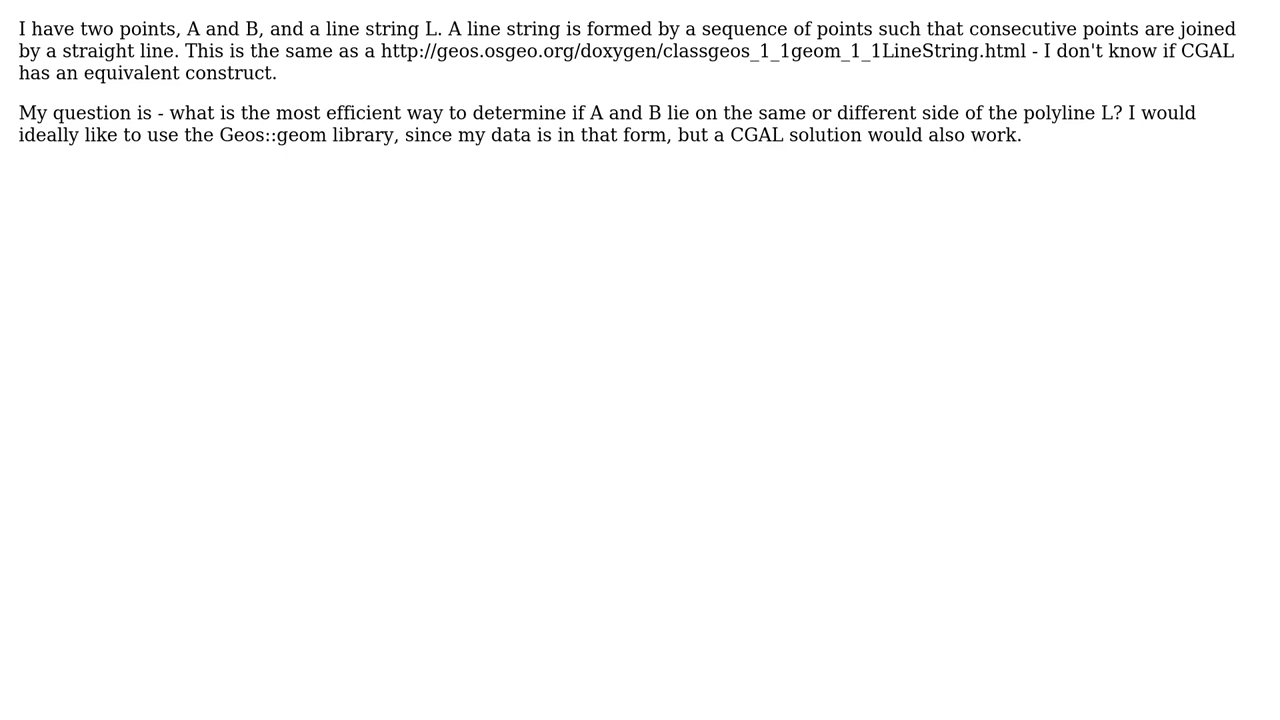 I have two points, A and B, and a line string L. A line string is formed by a sequence of points such that consecutive points are joined
by a straight line. This is the same as a http://geos.osgeo.org/doxygen/classgeos_1_1geom_1_1LineString.html - I don't know if CGAL
has an equivalent construct.
My question is - what is the most efficient way to determine if A and B lie on the same or different side of the polyline L? I would
ideally like to use the Geos::geom library, since my data is in that form, but a CGAL solution would also work.